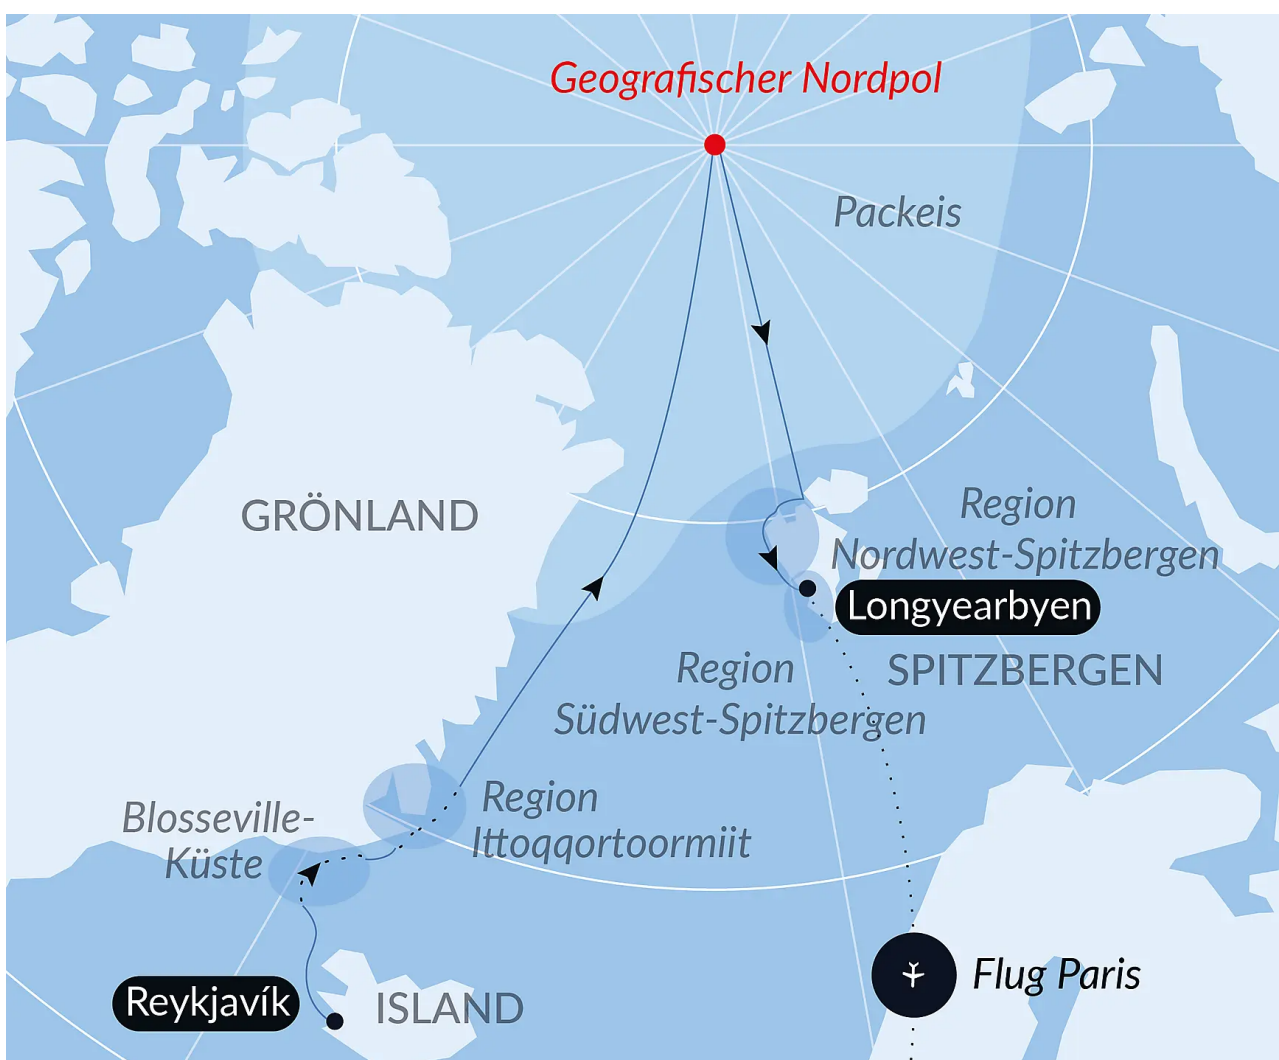 Geografischer Nordpol
Packeis
GRÖNLAND
Region
Nordwest-Spitzbergen
Longyearbyen
SPITZBERGEN
Region
Südwest-Spitzbergen
Region
Ittoqqortoormiit
Blosseville-
Küste
Flug Paris
Reykjavík
ISLAND